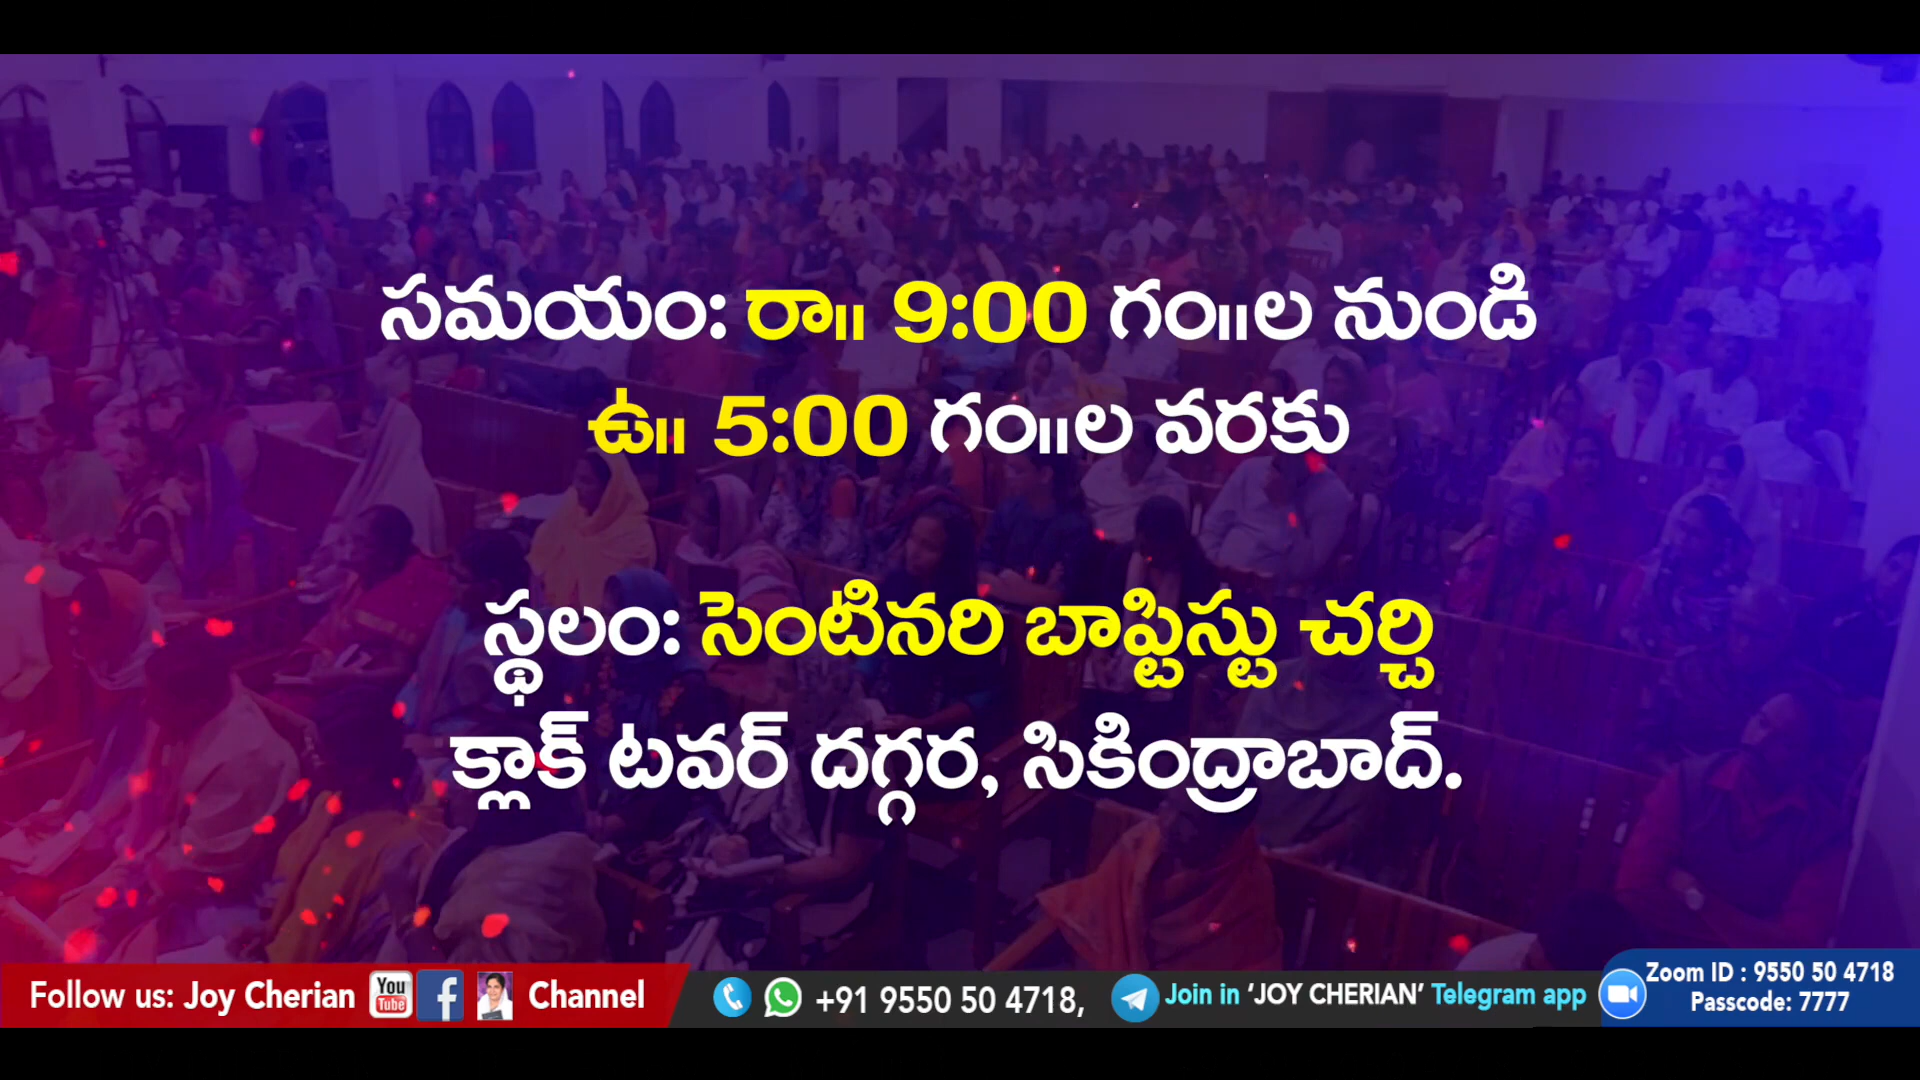 సమయం: రా॥ 9:00 గం॥ల నుండి
ఉ॥ 5:00 గం॥ల వరకు
స్థలం: సెంటినరి బాప్టిస్టు చర్చి
క్లాక్ టవర్ దగ్గర, సికింద్రాబాద్.
Follow us: Joy Cherian You Tube f Channel
+91 9550 50 4718,
Join in ‘JOY CHERIAN’ Telegram app
Zoom ID : 9550 50 4718
Passcode: 7777